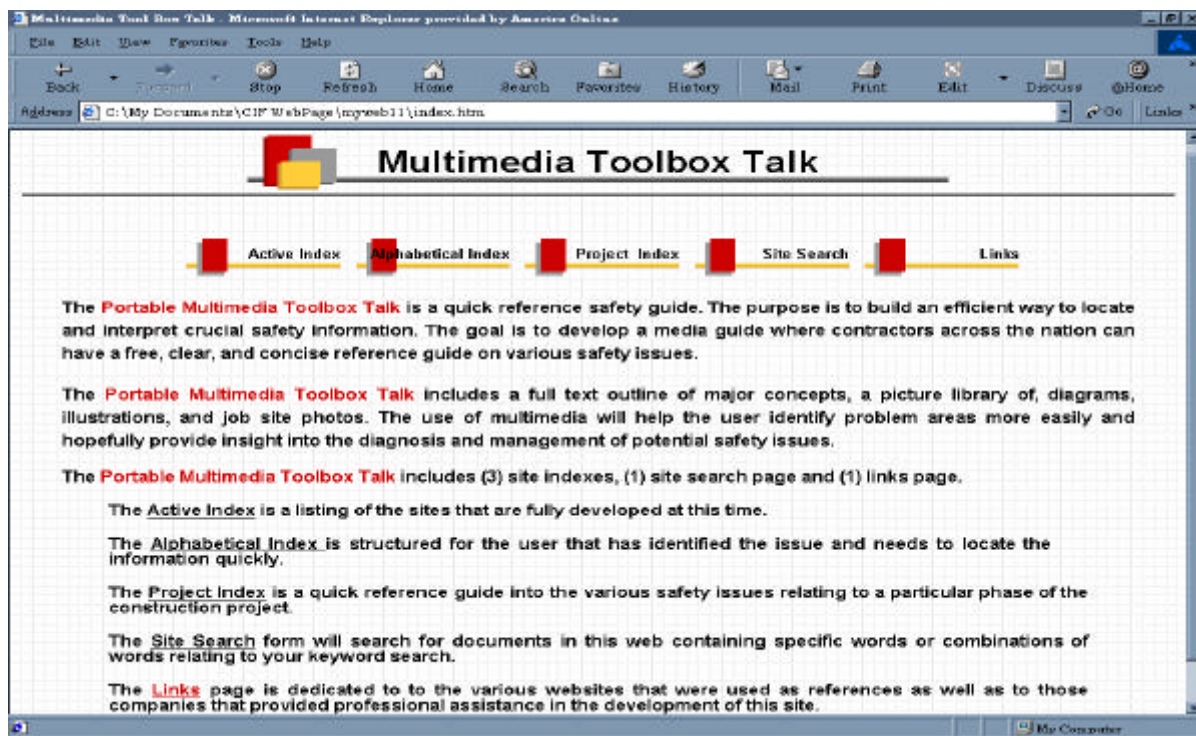 Multimedia Tool Box Talk - Microsoft Internet Explorer provided by America Online
File Edit View Favorites Tools Help
Back Forward Stop Refresh Home Search Favorites History Mail Print Edit Discuss @Home
Address C:\My Documents\CIF WebPage\myweb11\index.htm Go Links
Multimedia Toolbox Talk
Active Index Alphabetical Index Project Index Site Search Links
The Portable Multimedia Toolbox Talk is a quick reference safety guide. The purpose is to build an efficient way to locate
and interpret crucial safety information. The goal is to develop a media guide where contractors across the nation can
have a free, clear, and concise reference guide on various safety issues.
The Portable Multimedia Toolbox Talk includes a full text outline of major concepts, a picture library of, diagrams,
illustrations, and job site photos. The use of multimedia will help the user identify problem areas more easily and
hopefully provide insight into the diagnosis and management of potential safety issues.
The Portable Multimedia Toolbox Talk includes (3) site indexes, (1) site search page and (1) links page.
The Active Index is a listing of the sites that are fully developed at this time.
The Alphabetical Index is structured for the user that has identified the issue and needs to locate the
information quickly.
The Project Index is a quick reference guide into the various safety issues relating to a particular phase of the
construction project.
The Site Search form will search for documents in this web containing specific words or combinations of
words relating to your keyword search.
The Links page is dedicated to to the various websites that were used as references as well as to those
companies that provided professional assistance in the development of this site.
My Computer